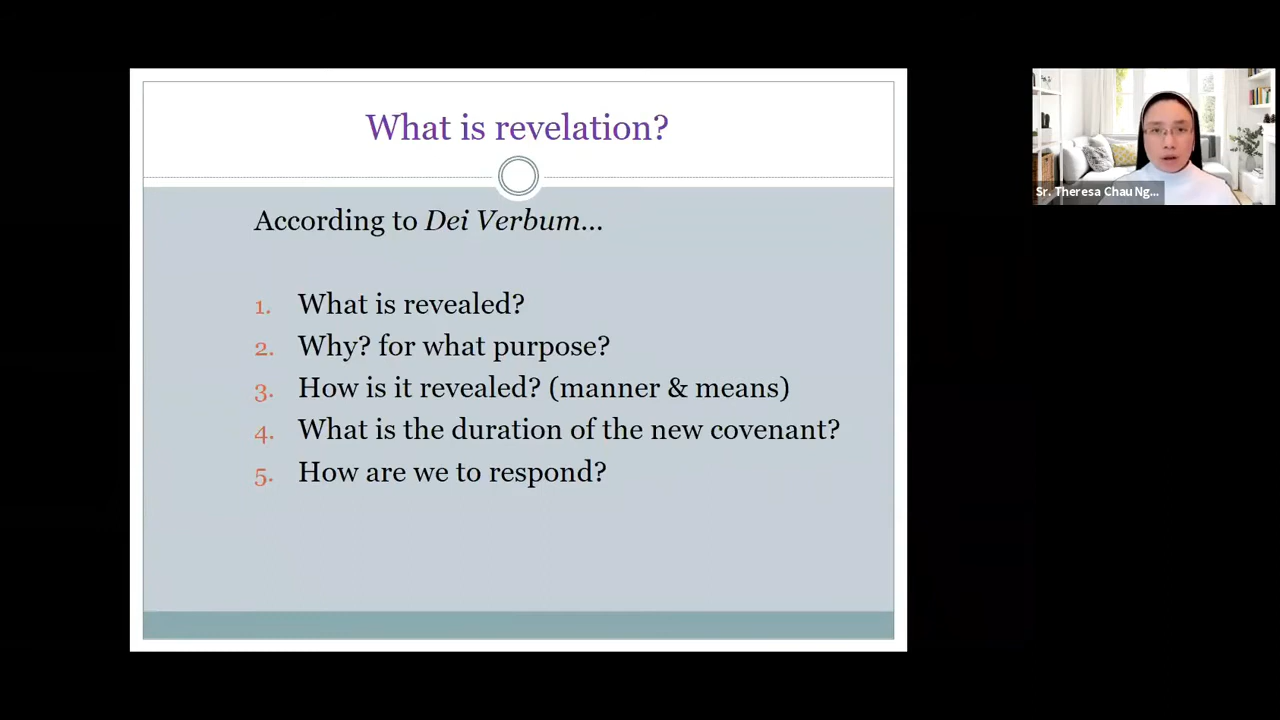 What is revelation?
According to Dei Verbum...
1. What is revealed?
2. Why? for what purpose?
3. How is it revealed? (manner & means)
4. What is the duration of the new covenant?
5. How are we to respond?
Sr. Theresa Chau Ng...